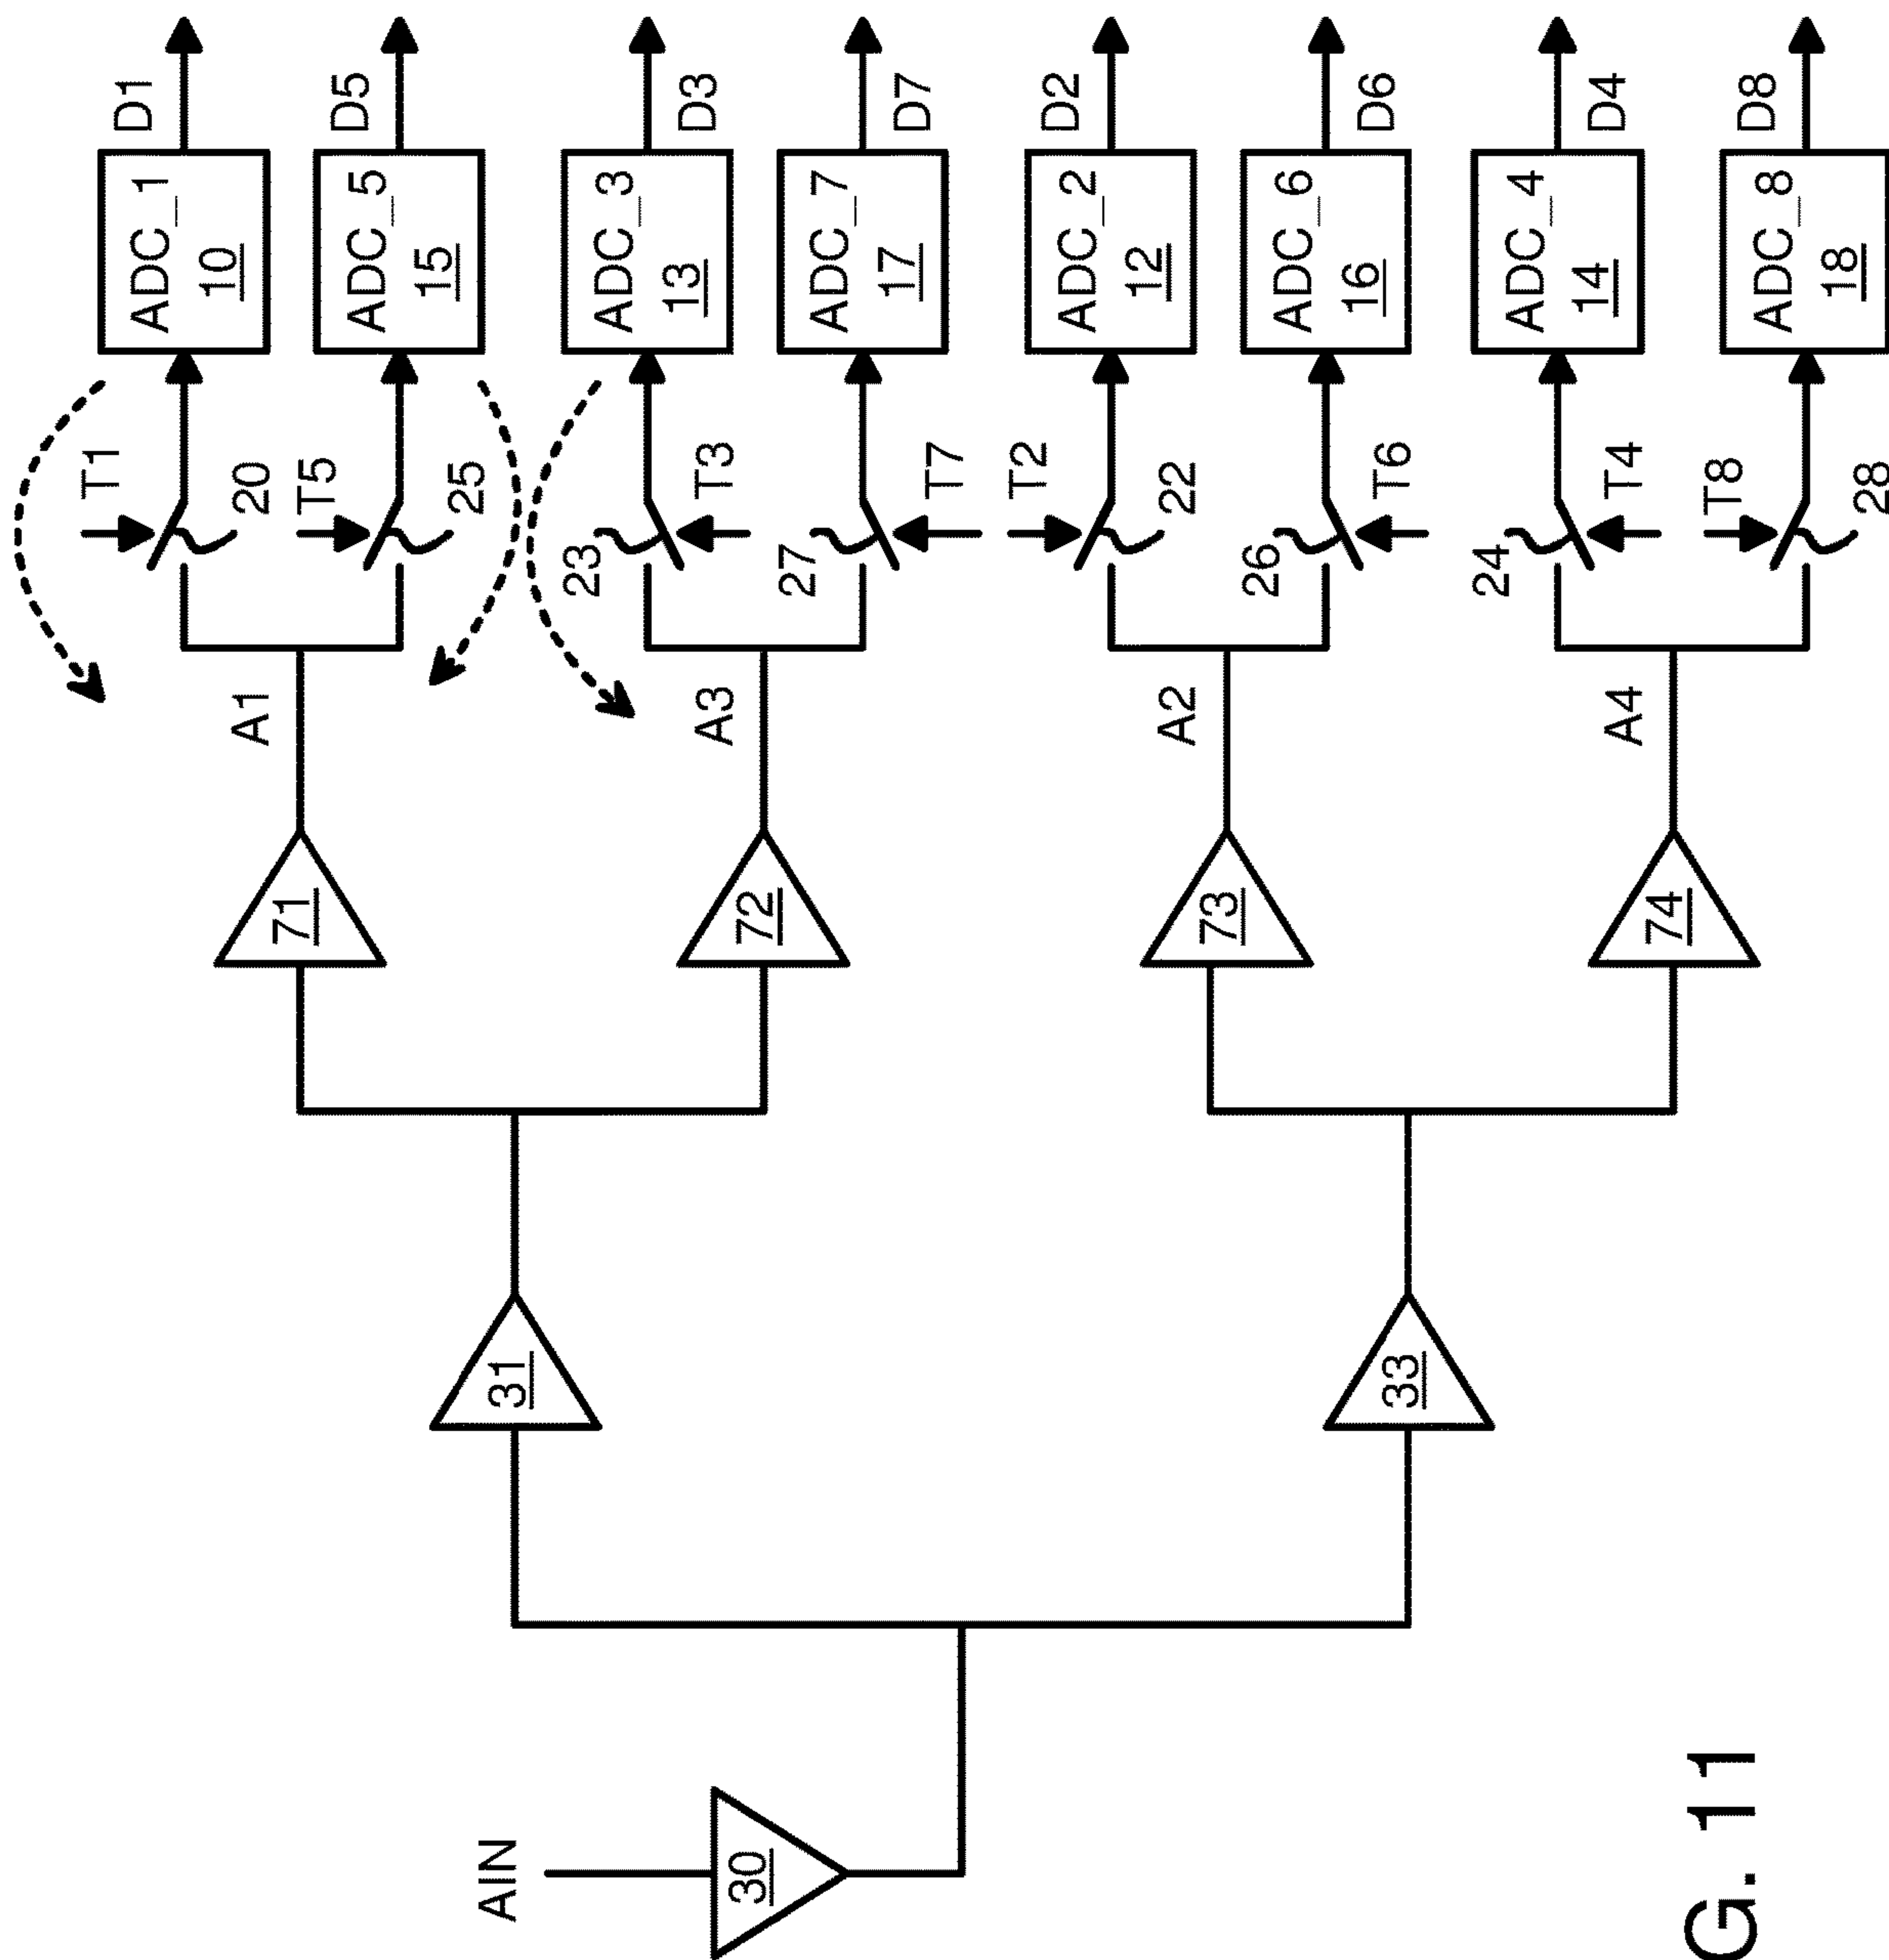 AIN
30
31
33
71
72
73
74
A1
A3
A2
A4
T1
20
T5
25
23
T3
27
T7
T2
22
26
T6
24
T4
T8
28
ADC_1
10
ADC_5
15
ADC_3
13
ADC_7
17
ADC_2
12
ADC_6
16
ADC_4
14
ADC_8
18
D1
D5
D3
D7
D2
D6
D4
D8
G. 11